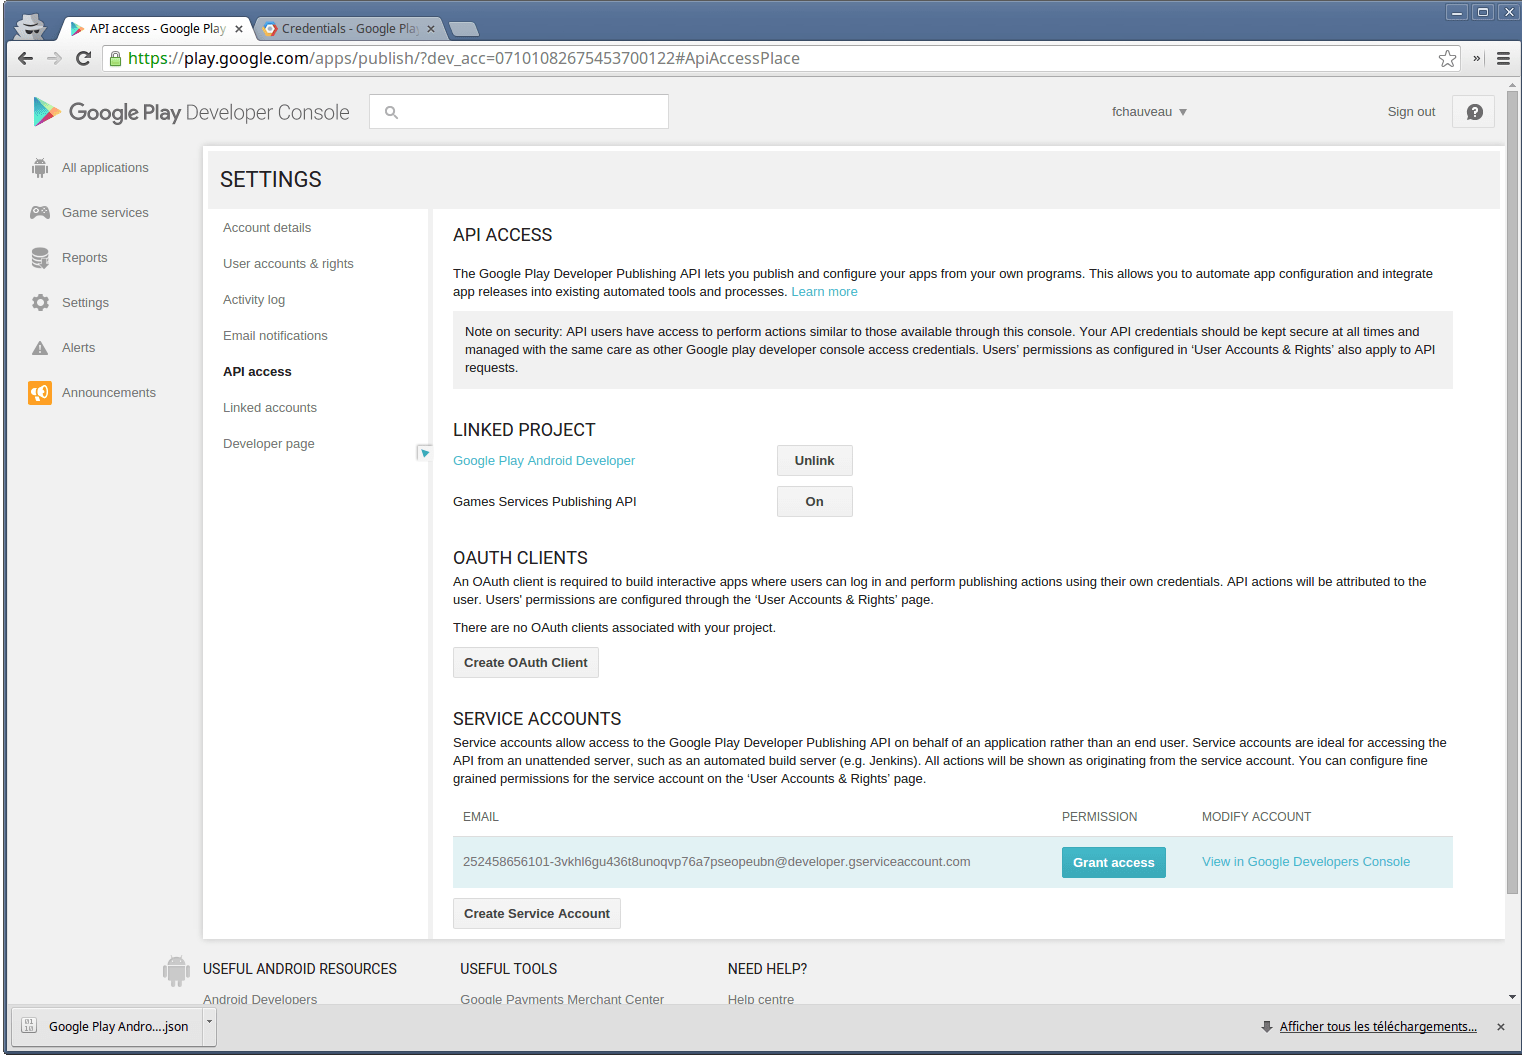 API access - Google Play
Credentials - Google Play
https://play.google.com/apps/publish/?dev_acc=07101082675453700122#ApiAccessPlace
Google Play Developer Console
fchauveau
Sign out
All applications
Game services
Reports
Settings
Alerts
Announcements
SETTINGS
Account details
User accounts & rights
Activity log
Email notifications
API access
Linked accounts
Developer page
API ACCESS
The Google Play Developer Publishing API lets you publish and configure your apps from your own programs. This allows you to automate app configuration and integrate
app releases into existing automated tools and processes. Learn more
Note on security: API users have access to perform actions similar to those available through this console. Your API credentials should be kept secure at all times and
managed with the same care as other Google play developer console access credentials. Users’ permissions as configured in ‘User Accounts & Rights’ also apply to API
requests.
LINKED PROJECT
Google Play Android Developer
Unlink
Games Services Publishing API
On
OAUTH CLIENTS
An OAuth client is required to build interactive apps where users can log in and perform publishing actions using their own credentials. API actions will be attributed to the
user. Users' permissions are configured through the ‘User Accounts & Rights’ page.
There are no OAuth clients associated with your project.
Create OAuth Client
SERVICE ACCOUNTS
Service accounts allow access to the Google Play Developer Publishing API on behalf of an application rather than an end user. Service accounts are ideal for accessing the
API from an unattended server, such as an automated build server (e.g. Jenkins). All actions will be shown as originating from the service account. You can configure fine
grained permissions for the service account on the ‘User Accounts & Rights’ page.
EMAIL
PERMISSION
MODIFY ACCOUNT
252458656101-3vkhl6gu436t8unoqvp76a7pseopeubn@developer.gserviceaccount.com
Grant access
View in Google Developers Console
Create Service Account
USEFUL ANDROID RESOURCES
USEFUL TOOLS
NEED HELP?
Android Developers
Google Payments Merchant Center
Help centre
Google Play Andro....json
Afficher tous les téléchargements...